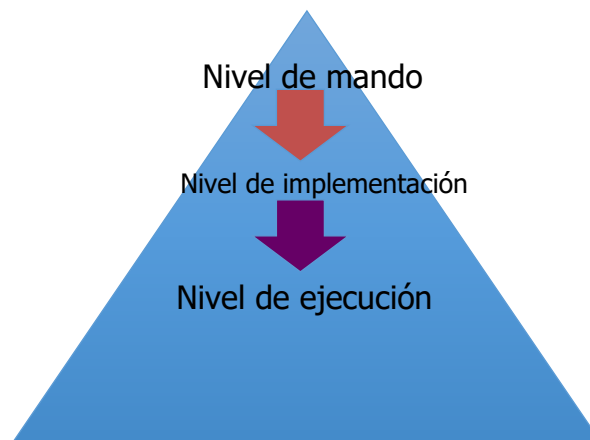 Nivel de mando
Nivel de implementación
Nivel de ejecución